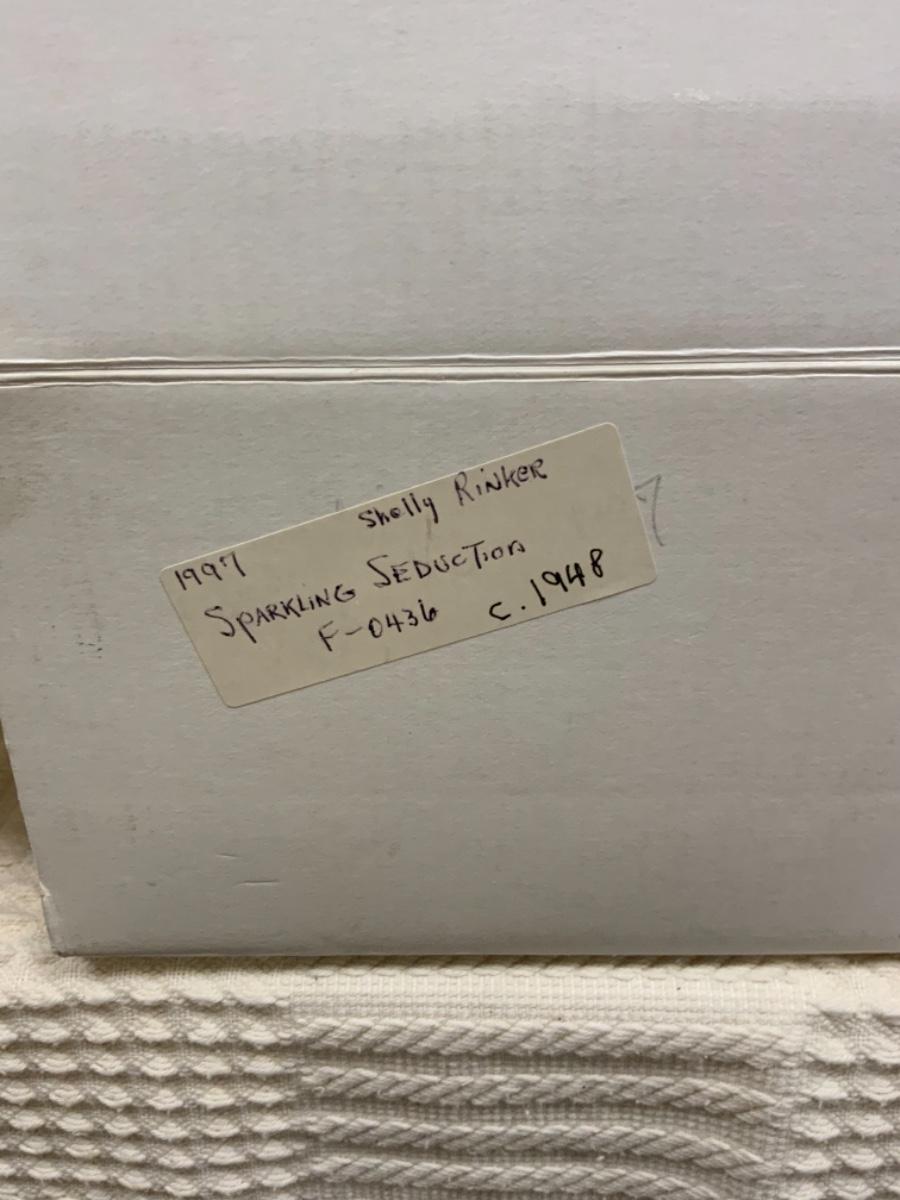 Shelly Rinker
1997
Sparkling Seduction
F-0436 c. 1948